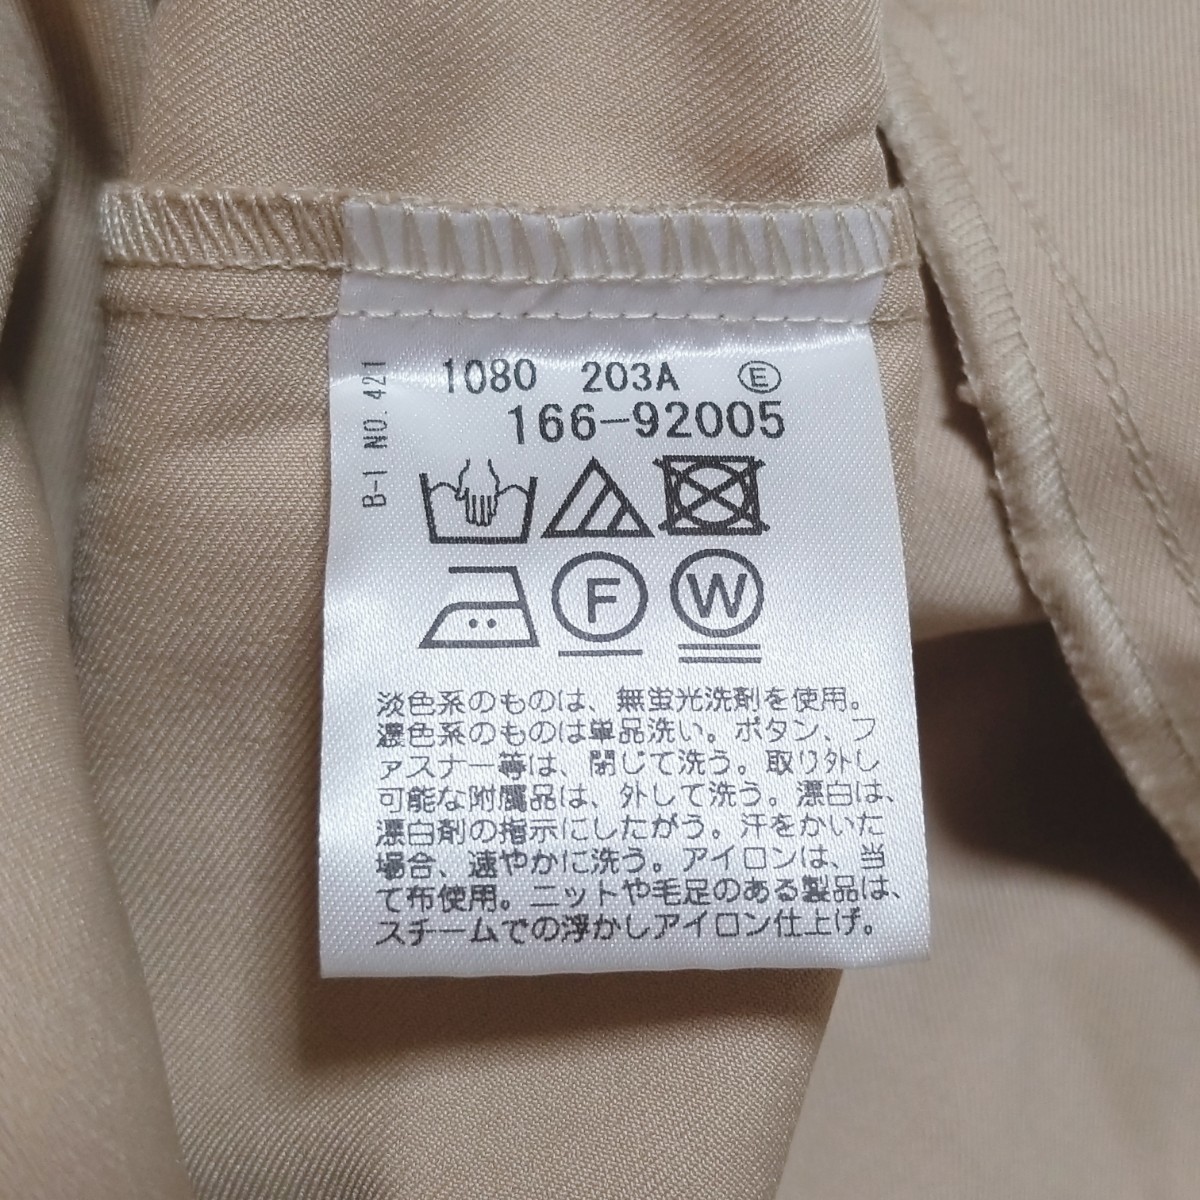 1080 203A Ⓔ
166-92005
B-1 NO.421
F W
淡色系のものは、無蛍光洗剤を使用。
濃色系のものは単品洗い。ボタン、フ
ァスナー等は、閉じて洗う。取り外し
可能な附属品は、外して洗う。漂白は、
漂白剤の指示にしたがう。汗をかいた
場合、速やかに洗う。アイロンは、当
て布使用。ニットや毛足のある製品は、
スチームでの浮かしアイロン仕上げ。